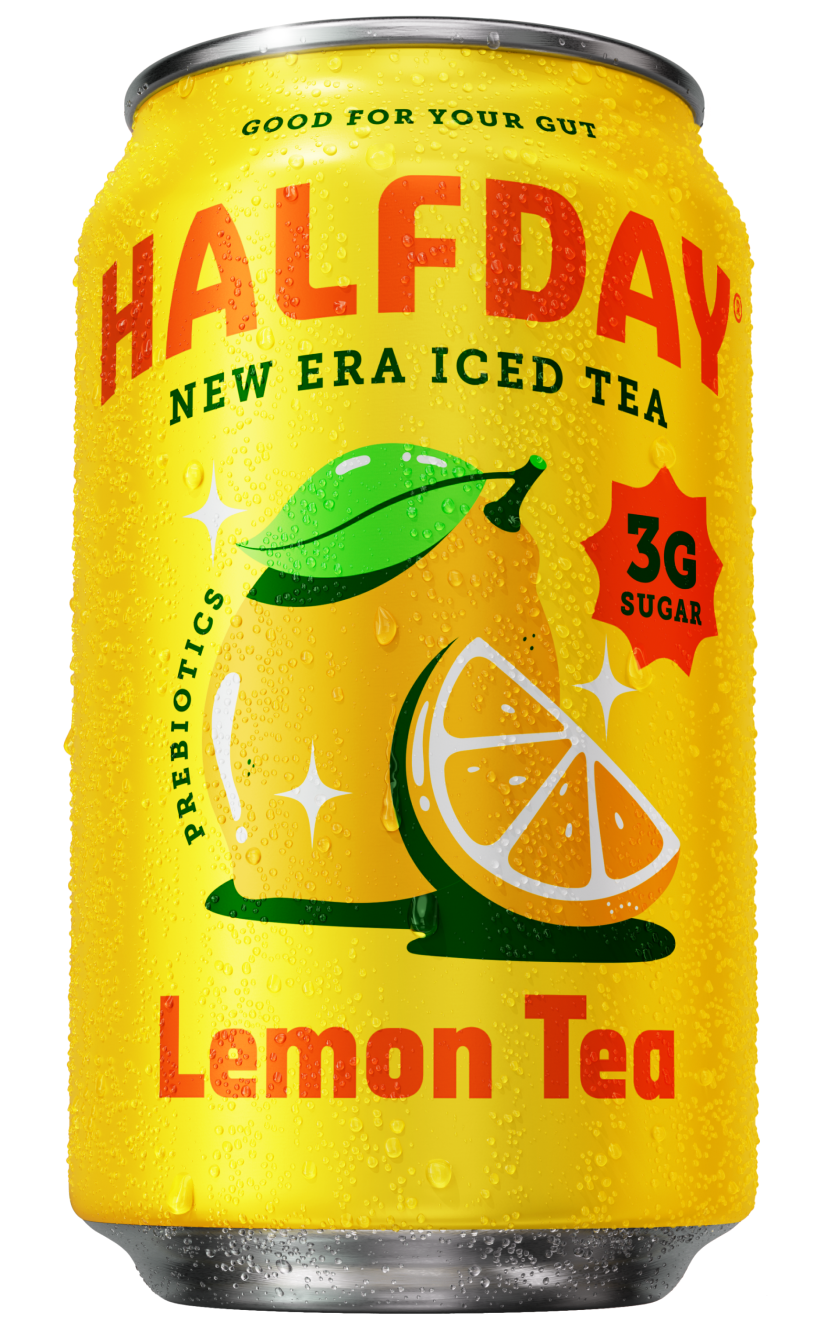 GOOD FOR YOUR GUT
HALFDAY®
NEW ERA ICED TEA
3G
SUGAR
PREBIOTICS
Lemon Tea